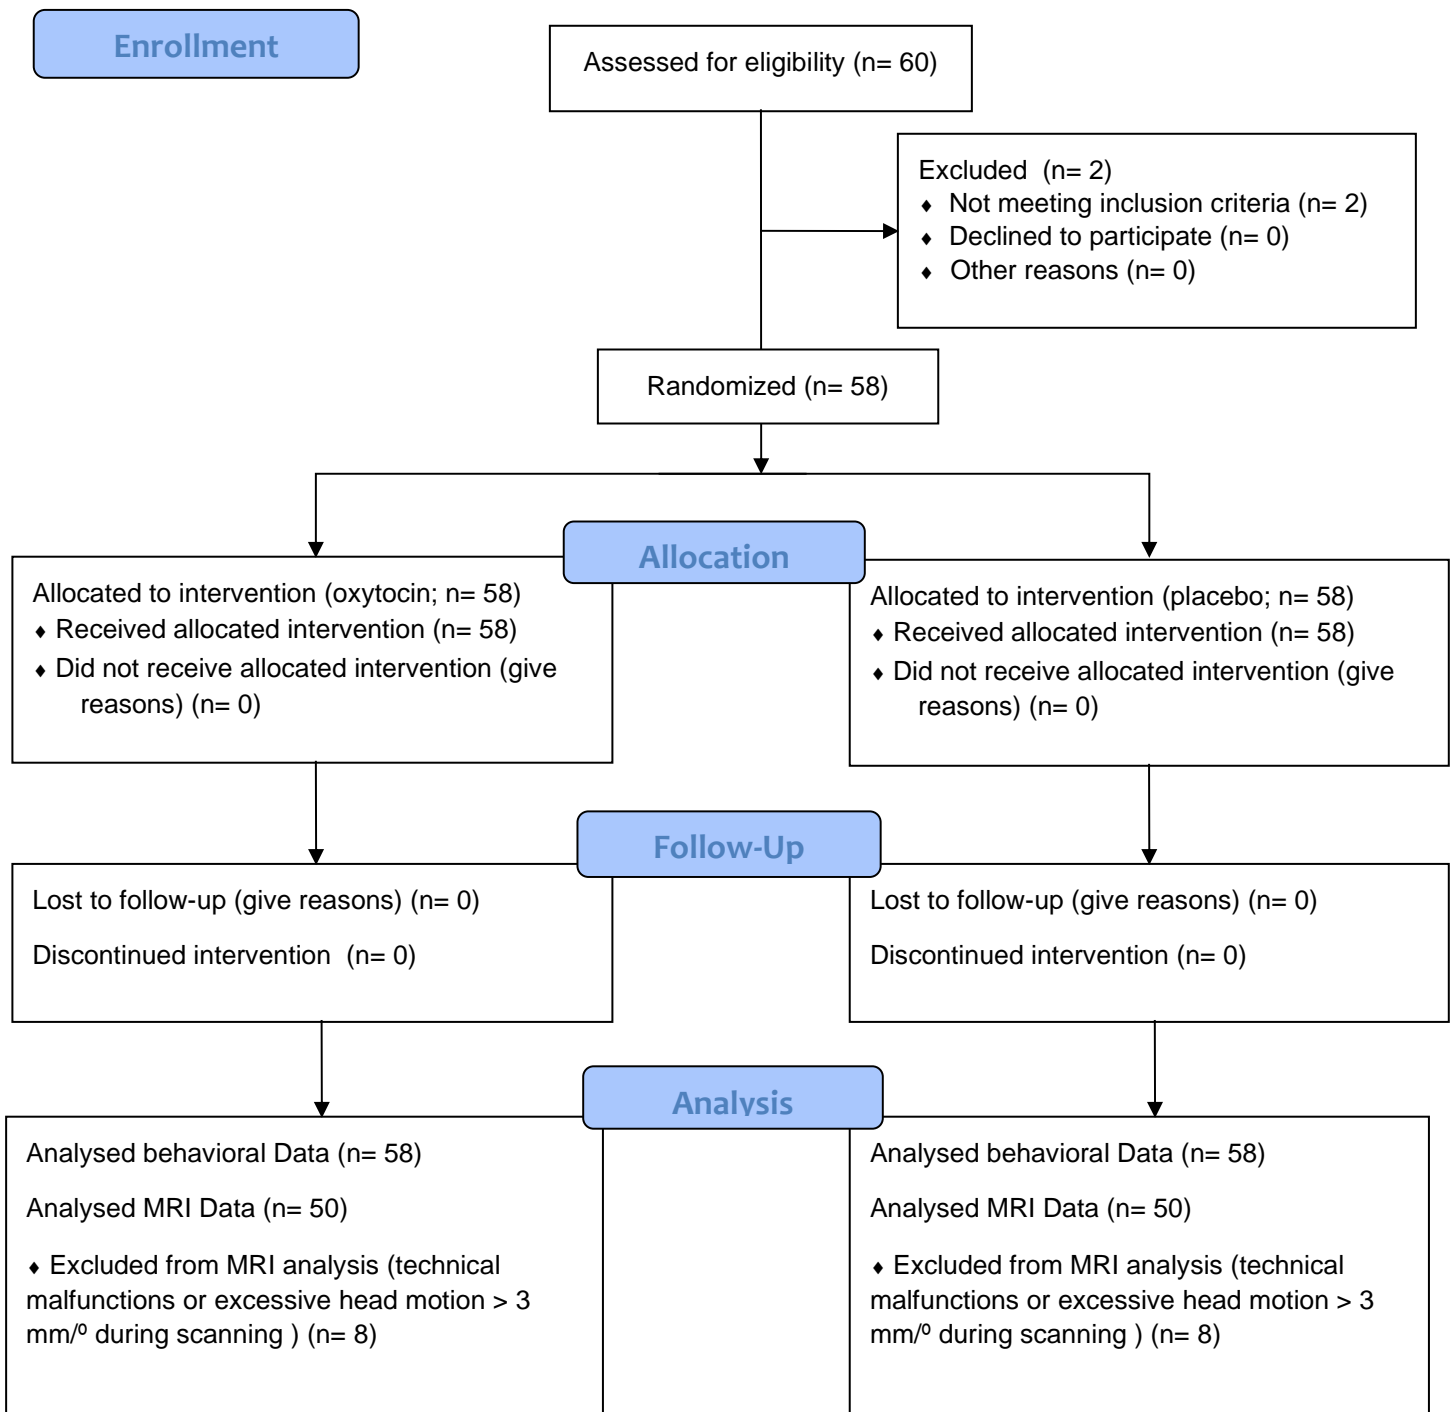 Enrollment
Assessed for eligibility (n= 60)
Excluded (n= 2)
♦ Not meeting inclusion criteria (n= 2)
♦ Declined to participate (n= 0)
♦ Other reasons (n= 0)
Randomized (n= 58)
Allocation
Allocated to intervention (oxytocin; n= 58)
♦ Received allocated intervention (n= 58)
♦ Did not receive allocated intervention (give
reasons) (n= 0)
Allocated to intervention (placebo; n= 58)
♦ Received allocated intervention (n= 58)
♦ Did not receive allocated intervention (give
reasons) (n= 0)
Follow-Up
Lost to follow-up (give reasons) (n= 0)
Discontinued intervention (n= 0)
Lost to follow-up (give reasons) (n= 0)
Discontinued intervention (n= 0)
Analysis
Analysed behavioral Data (n= 58)
Analysed MRI Data (n= 50)
♦ Excluded from MRI analysis (technical
malfunctions or excessive head motion > 3
mm/º during scanning ) (n= 8)
Analysed behavioral Data (n= 58)
Analysed MRI Data (n= 50)
♦ Excluded from MRI analysis (technical
malfunctions or excessive head motion > 3
mm/º during scanning ) (n= 8)